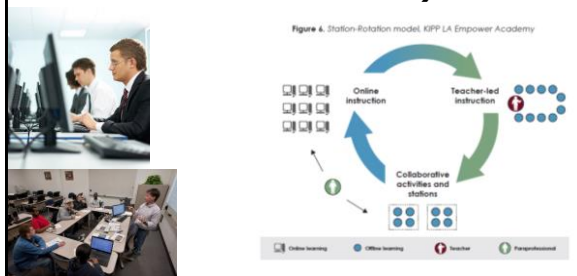 Figure 6. Station-Rotation model, KIPP LA Empower Academy
Online
instruction
Teacher-led
instruction
Collaborative
activities and
stations
Online learning
Offline learning
Teacher
Paraprofessional